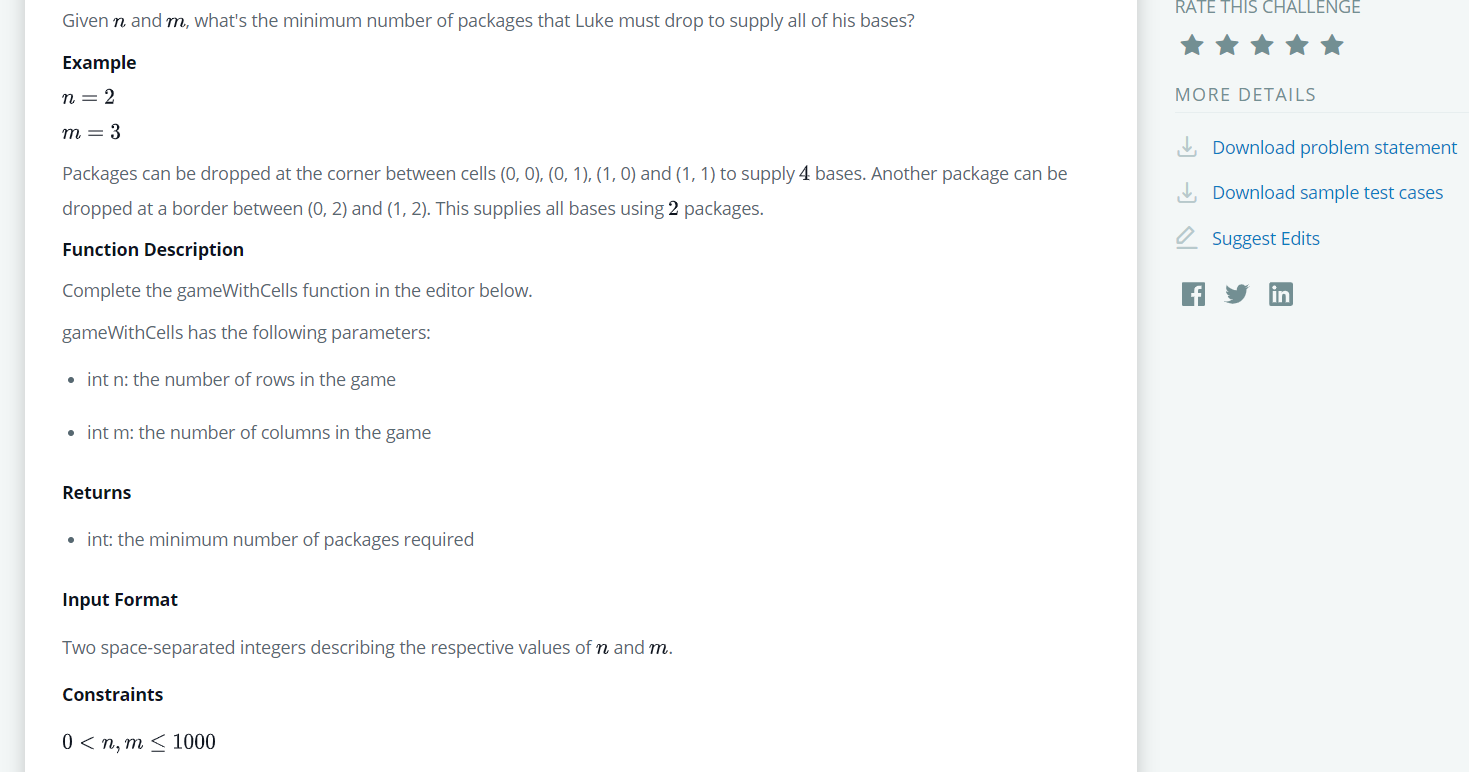 Given n and m, what's the minimum number of packages that Luke must drop to supply all of his bases?
Example
n = 2
m = 3
Packages can be dropped at the corner between cells (0, 0), (0, 1), (1, 0) and (1, 1) to supply 4 bases. Another package can be
dropped at a border between (0, 2) and (1, 2). This supplies all bases using 2 packages.
Function Description
Complete the gameWithCells function in the editor below.
gameWithCells has the following parameters:
• int n: the number of rows in the game
• int m: the number of columns in the game
Returns
• int: the minimum number of packages required
Input Format
Two space-separated integers describing the respective values of n and m.
Constraints
0 < n, m ≤ 1000
RATE THIS CHALLENGE
MORE DETAILS
Download problem statement
Download sample test cases
Suggest Edits